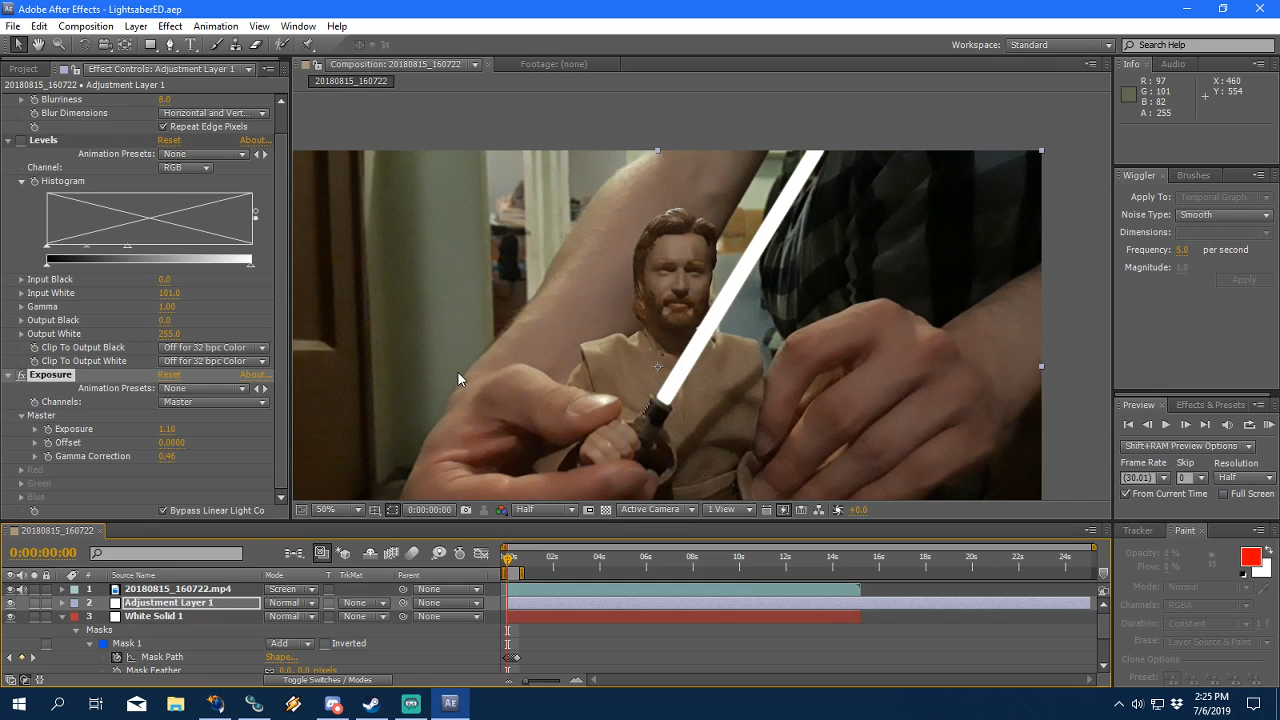 Adobe After Effects - LightsaberED.aep
File Edit Composition Layer Effect Animation View Window Help
Workspace: Standard Search Help
Project Effect Controls: Adjustment Layer 1 Composition: 20180815_160722 Footage: (none) Info Audio
20180815_160722 • Adjustment Layer 1 20180815_160722
Blurriness 8.0
Blur Dimensions Horizontal and Vert...
Repeat Edge Pixels
Levels Reset About...
Animation Presets: None
Channel: RGB
Histogram
Input Black 0.0
Input White 101.0
Gamma 1.00
Output Black 0.0
Output White 255.0
Clip To Output Black Off for 32 bpc Color
Clip To Output White Off for 32 bpc Color
fx Exposure Reset About...
Animation Presets: None
Channels: Master
Master
Exposure 1.10
Offset 0.0000
Gamma Correction 0.46
Red
Green
Blue
Bypass Linear Light Co
50% 0:00:00:00 Half Active Camera 1 View +0.0
R: 97 X: 460
G: 101 Y: 554
B: 82
A: 255
Wiggler Brushes
Apply To: Temporal Graph
Noise Type: Smooth
Dimensions:
Frequency: 5.0 per second
Magnitude: 1.0
Apply
Preview Effects & Presets
Shift+RAM Preview Options
Frame Rate Skip Resolution
(30.01) 0 Half
From Current Time Full Screen
Tracker Paint
Opacity: 0 %
Flow: 0 % 15
Mode: Normal
Channels: RGBA
Duration: Constant 1 f
Erase: Layer Source & Paint
Clone Options
Preset:
20180815_160722
0:00:00:00
02s 04s 06s 08s 10s 12s 14s 16s 18s 20s 22s 24s
# Source Name Mode T TrkMat Parent
1 20180815_160722.mp4 Screen None
2 Adjustment Layer 1 Normal None None
3 White Solid 1 Normal None None
Masks
Mask 1 Add Inverted
Mask Path Shape...
Mask Feather 0.0, 0.0 pixels
Toggle Switches / Modes
Ae
2:25 PM
7/6/2019